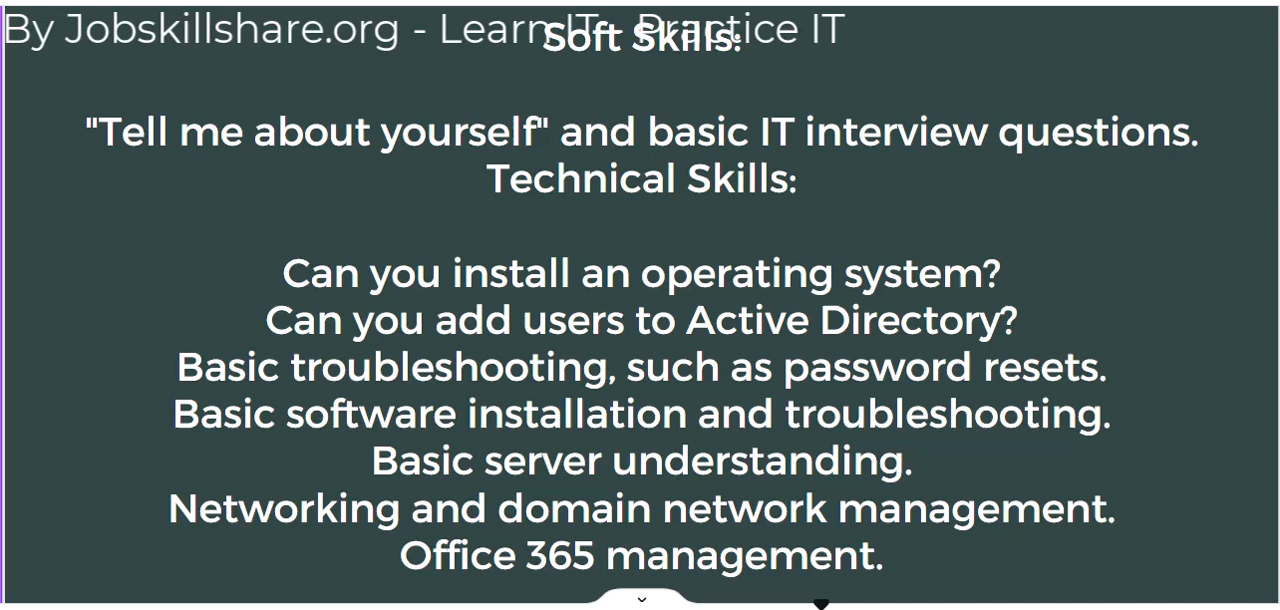 By Jobskillshare.org - Learn IT - Practice IT
Soft Skills:
"Tell me about yourself" and basic IT interview questions.
Technical Skills:
Can you install an operating system?
Can you add users to Active Directory?
Basic troubleshooting, such as password resets.
Basic software installation and troubleshooting.
Basic server understanding.
Networking and domain network management.
Office 365 management.